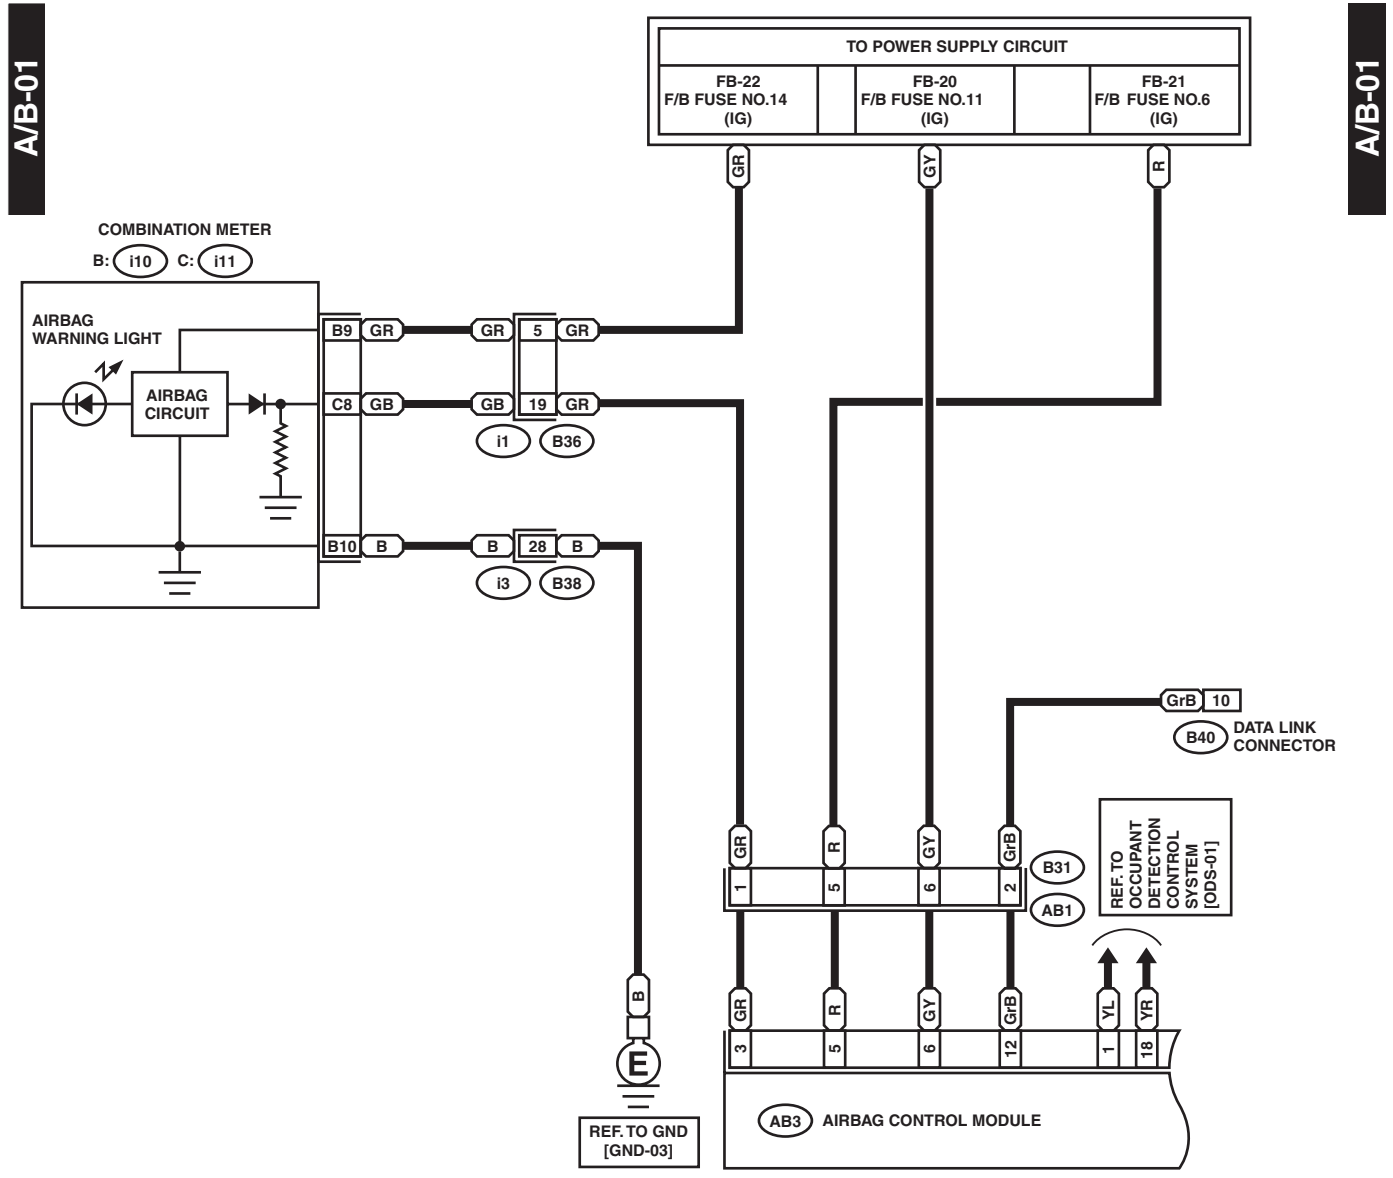 A/B-01
A/B-01
TO POWER SUPPLY CIRCUIT
FB-22
F/B FUSE NO.14
(IG)
FB-20
F/B FUSE NO.11
(IG)
FB-21
F/B FUSE NO.6
(IG)
GR
GY
R
COMBINATION METER
B: i10 C: i11
AIRBAG
WARNING LIGHT
AIRBAG
CIRCUIT
B9 GR GR 5 GR
C8 GB GB 19 GR
i1 B36
B10 B B 28 B
i3 B38
GrB 10
B40
DATA LINK
CONNECTOR
REF. TO
OCCUPANT
DETECTION
CONTROL
SYSTEM
[ODS-01]
GR R GY GrB
B31
1 5 6 2
AB1
B
E
REF. TO GND
[GND-03]
GR R GY GrB YL YR
3 5 6 12 1 18
AB3 AIRBAG CONTROL MODULE